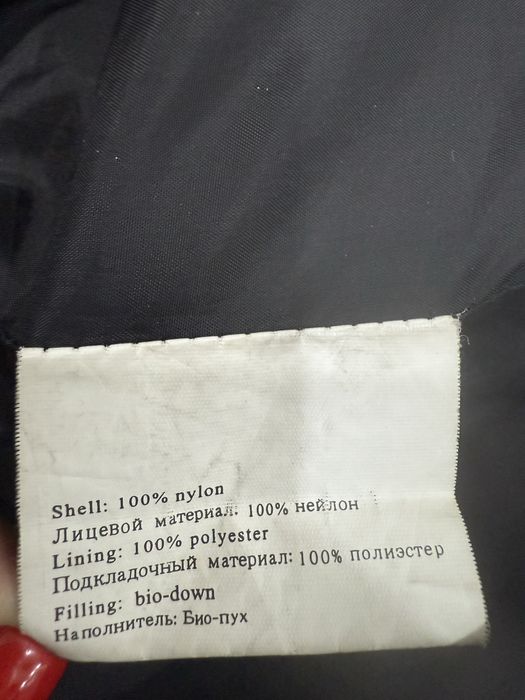 Shell: 100% nylon
Лицевой материал: 100% нейлон
Lining: 100% polyester
Подкладочный материал: 100% полиэстер
Filling: bio-down
Наполнитель: Био-пух